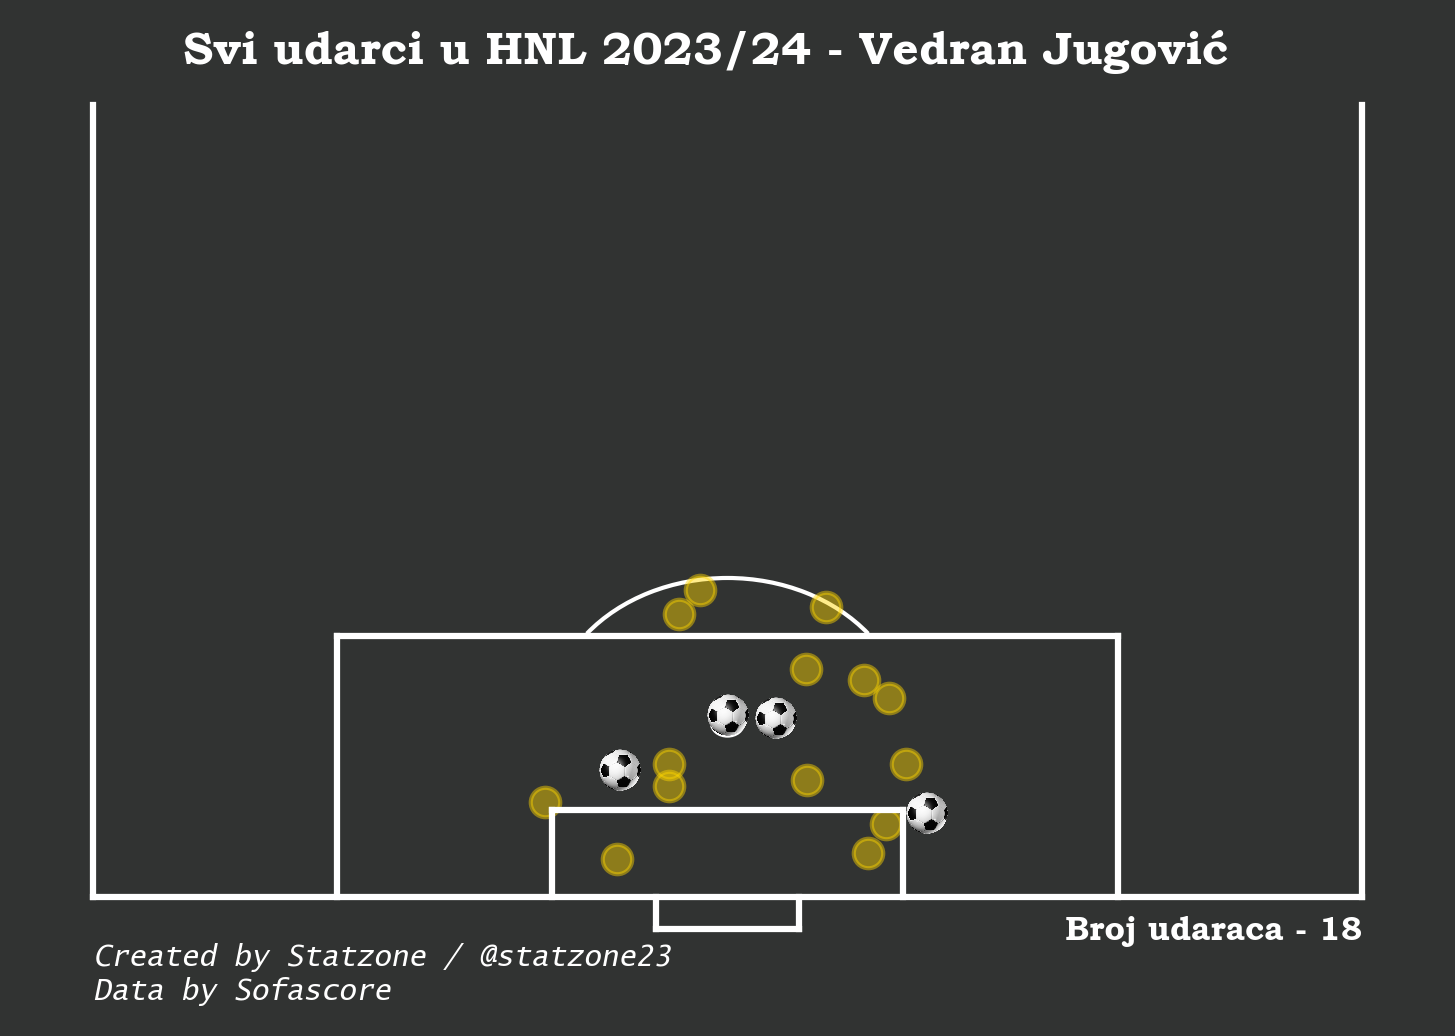 Svi udarci u HNL 2023/24 - Vedran Jugović
Broj udaraca - 18
Created by Statzone / @statzone23
Data by Sofascore